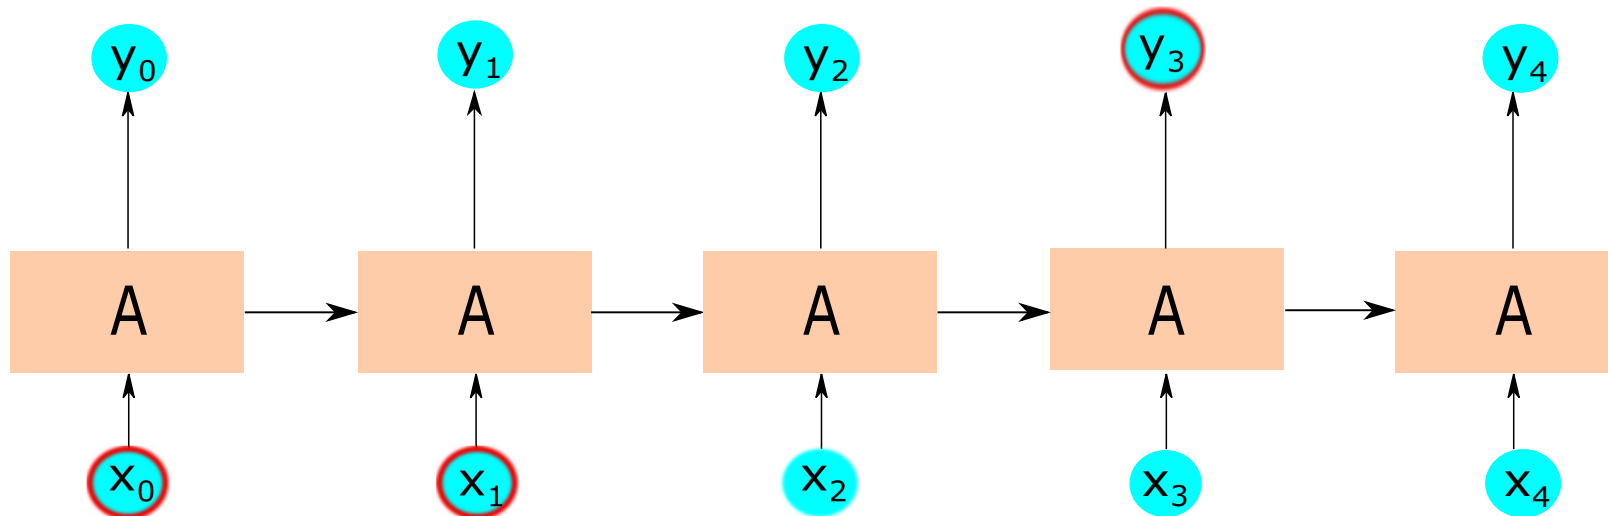 y₀ y₁ y₂ y₃ y₄
A A A A A
x₀ x₁ x₂ x₃ x₄